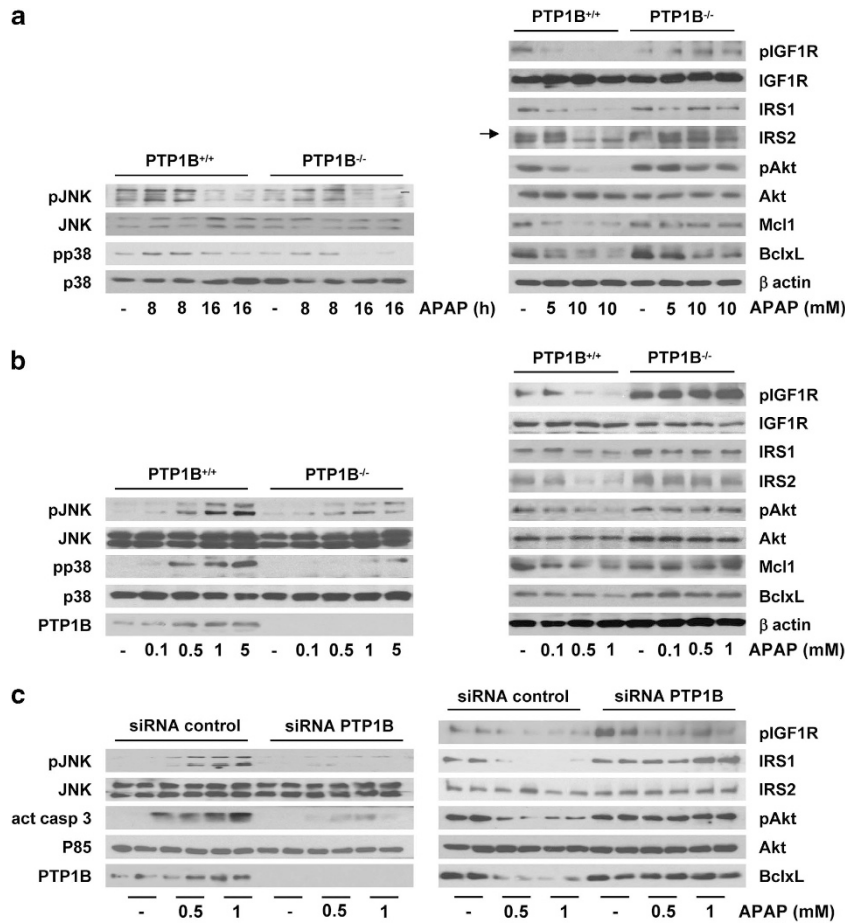 a
PTP1B+/+ PTP1B-/-
pJNK
JNK
pp38
p38
- 8 8 16 16 - 8 8 16 16 APAP (h)
PTP1B+/+ PTP1B-/-
pIGF1R
IGF1R
IRS1
IRS2
pAkt
Akt
Mcl1
BclxL
β actin
- 5 10 10 - 5 10 10 APAP (mM)
b
PTP1B+/+ PTP1B-/-
pJNK
JNK
pp38
p38
PTP1B
- 0.1 0.5 1 5 - 0.1 0.5 1 5
PTP1B+/+ PTP1B-/-
pIGF1R
IGF1R
IRS1
IRS2
pAkt
Akt
Mcl1
BclxL
β actin
- 0.1 0.5 1 - 0.1 0.5 1 APAP (mM)
c
siRNA control siRNA PTP1B
pJNK
JNK
act casp 3
P85
PTP1B
- 0.5 1 - 0.5 1
siRNA control siRNA PTP1B
pIGF1R
IRS1
IRS2
pAkt
Akt
BclxL
- 0.5 1 - 0.5 1 APAP (mM)